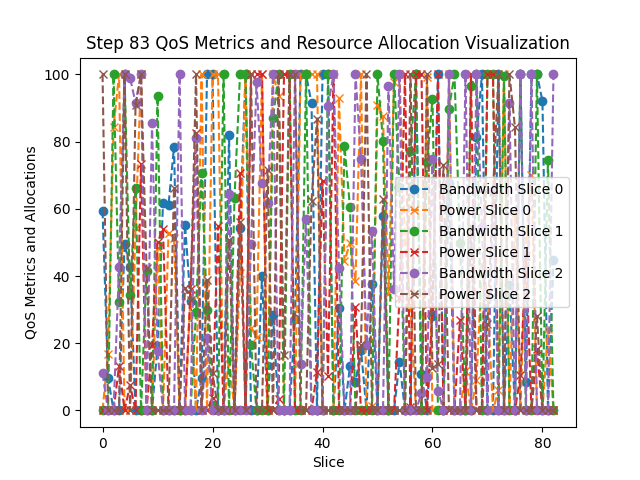 Step 83 QoS Metrics and Resource Allocation Visualization
QoS Metrics and Allocations
100
80
60
40
20
0
Bandwidth Slice 0
Power Slice 0
Bandwidth Slice 1
Power Slice 1
Bandwidth Slice 2
Power Slice 2
0 20 40 60 80
Slice